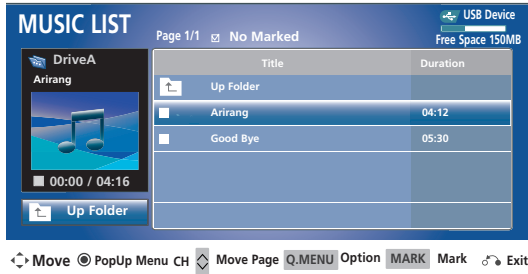 MUSIC LIST
Page 1/1 No Marked
USB Device
Free Space 150MB
DriveA
Arirang
00:00 / 04:16
Up Folder
Title Duration
Up Folder
Arirang 04:12
Good Bye 05:30
Move PopUp Menu CH Move Page Q.MENU Option MARK Mark Exit